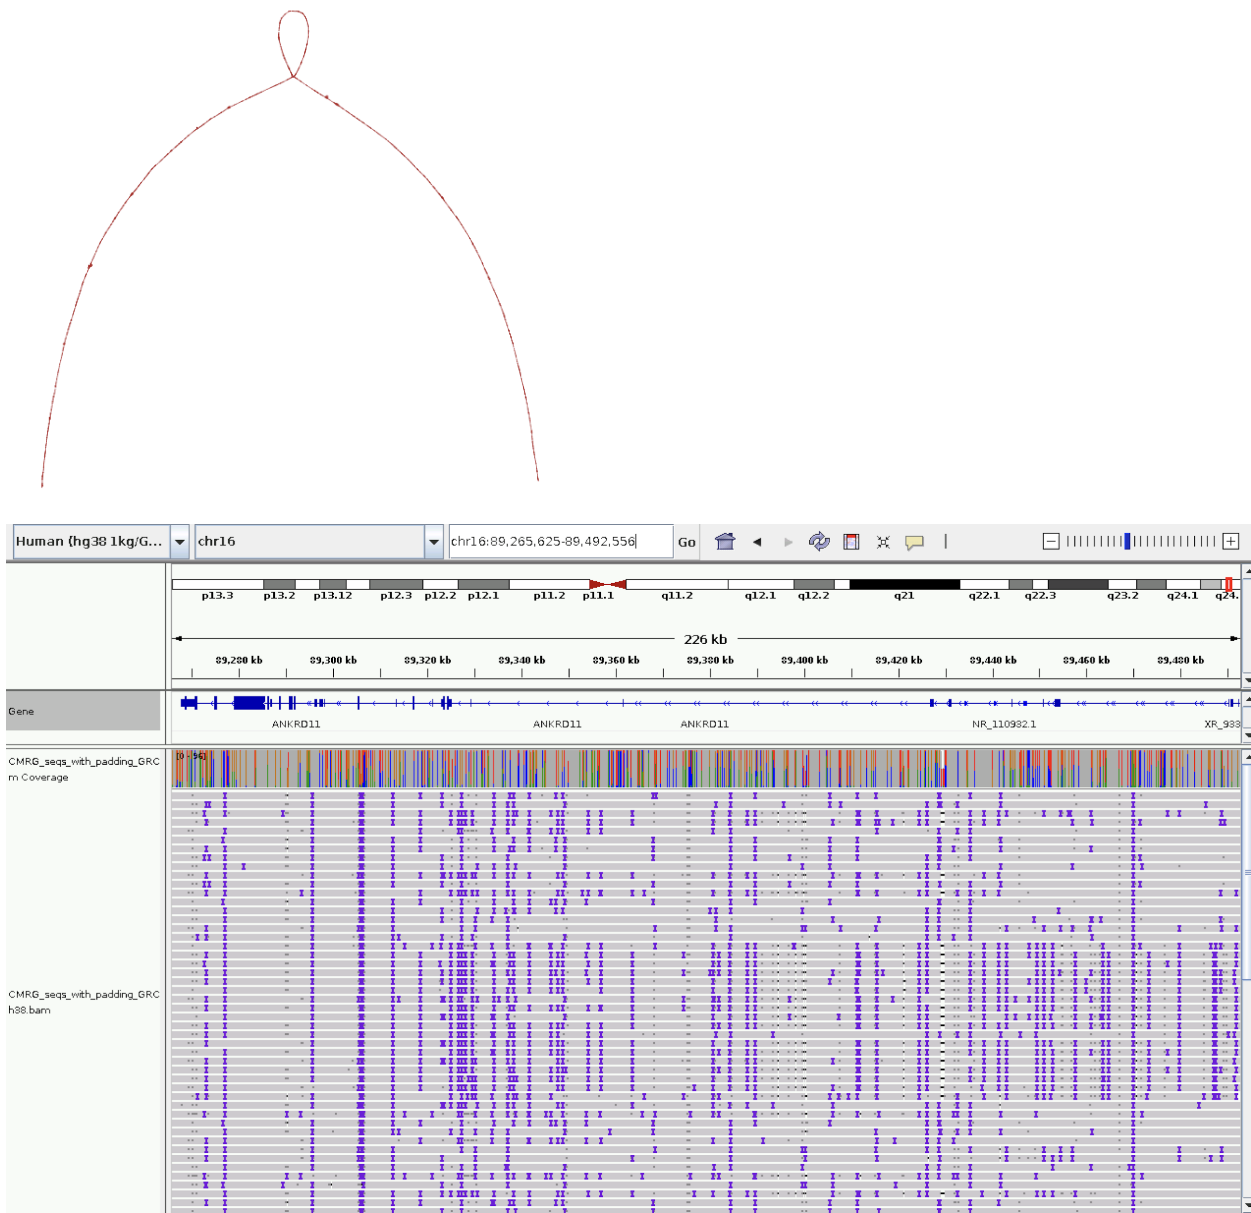 Human (hg38 1kg/G... chr16 chr16:89,265,625-89,492,556 Go
p13.3 p13.2 p13.12 p12.3 p12.2 p12.1 p11.2 p11.1 q11.2 q12.1 q12.2 q21 q22.1 q22.3 q23.2 q24.1 q24.
226 kb
89,280 kb 89,300 kb 89,320 kb 89,340 kb 89,360 kb 89,380 kb 89,400 kb 89,420 kb 89,440 kb 89,460 kb 89,480 kb
Gene
ANKRD11 ANKRD11 ANKRD11 NR_110932.1 XR_933
CMRG_seqs_with_padding_GRC
m Coverage
[0 - 96]
CMRG_seqs_with_padding_GRC
h38.bam